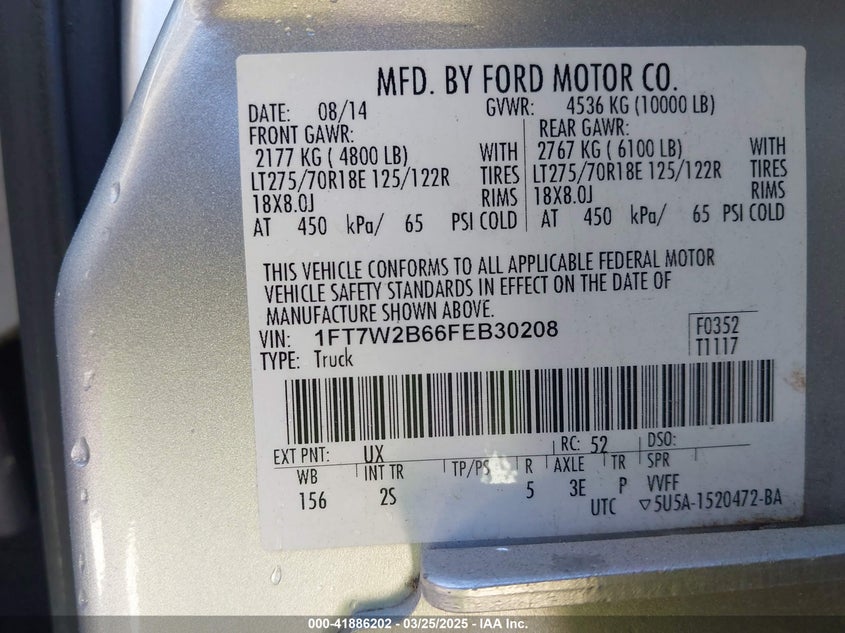 MFD. BY FORD MOTOR CO.
DATE: 08/14 GVWR: 4536 KG (10000 LB)
FRONT GAWR: REAR GAWR:
2177 KG ( 4800 LB) WITH 2767 KG ( 6100 LB) WITH
LT275/70R18E 125/122R TIRES LT275/70R18E 125/122R TIRES
18X8.0J RIMS 18X8.0J RIMS
AT 450 kPa/ 65 PSI COLD AT 450 kPa/ 65 PSI COLD
THIS VEHICLE CONFORMS TO ALL APPLICABLE FEDERAL MOTOR
VEHICLE SAFETY STANDARDS IN EFFECT ON THE DATE OF
MANUFACTURE SHOWN ABOVE.
VIN: 1FT7W2B66FEB30208 F0352
TYPE: Truck T1117
EXT PNT: UX RC: 52 DSO:
WB INT TR TP/PS R AXLE TR SPR
156 2S 5 3E P VVFF
UTC ▽5U5A-1520472-BA
000-41886202 / 03/25/2025 / IAA Inc.